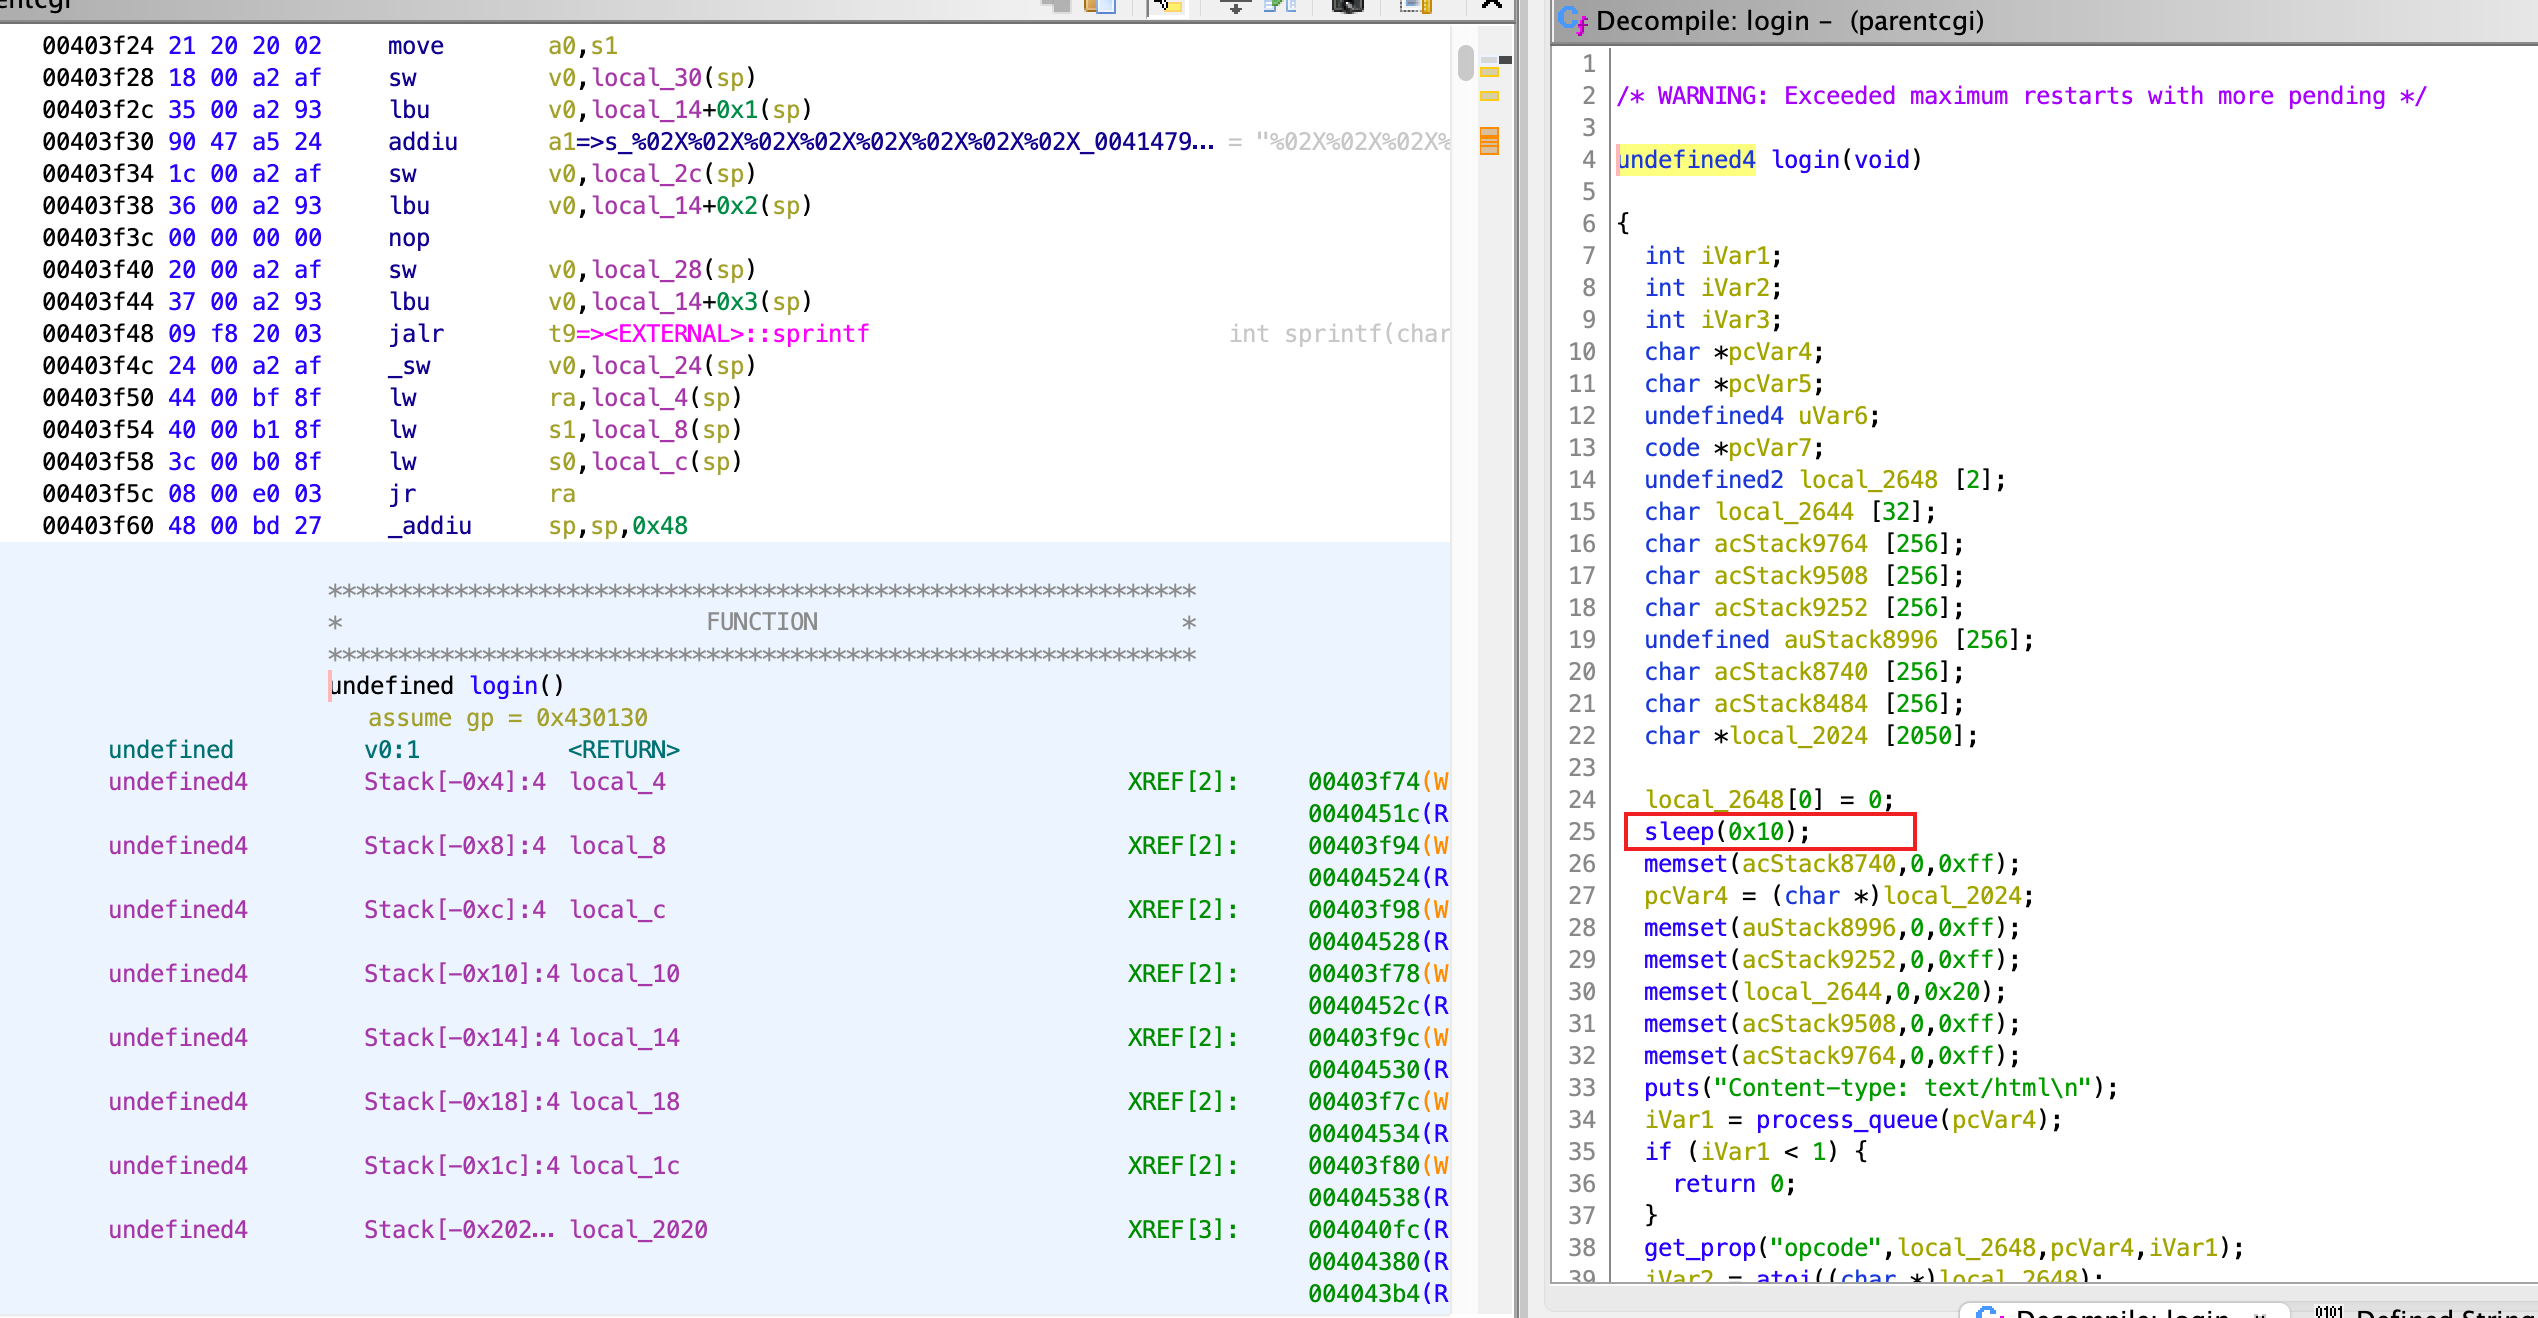 entcgi
00403f24 21 20 20 02 move a0,s1
00403f28 18 00 a2 af sw v0,local_30(sp)
00403f2c 35 00 a2 93 lbu v0,local_14+0x1(sp)
00403f30 90 47 a5 24 addiu a1=>s_%02X%02X%02X%02X%02X%02X%02X%02X_0041479... = "%02X%02X%02X%
00403f34 1c 00 a2 af sw v0,local_2c(sp)
00403f38 36 00 a2 93 lbu v0,local_14+0x2(sp)
00403f3c 00 00 00 00 nop
00403f40 20 00 a2 af sw v0,local_28(sp)
00403f44 37 00 a2 93 lbu v0,local_14+0x3(sp)
00403f48 09 f8 20 03 jalr t9=><EXTERNAL>::sprintf int sprintf(char
00403f4c 24 00 a2 af _sw v0,local_24(sp)
00403f50 44 00 bf 8f lw ra,local_4(sp)
00403f54 40 00 b1 8f lw s1,local_8(sp)
00403f58 3c 00 b0 8f lw s0,local_c(sp)
00403f5c 08 00 e0 03 jr ra
00403f60 48 00 bd 27 _addiu sp,sp,0x48
**************************************************************
* FUNCTION *
**************************************************************
undefined login()
assume gp = 0x430130
undefined v0:1 <RETURN>
undefined4 Stack[-0x4]:4 local_4 XREF[2]: 00403f74(W
0040451c(R
undefined4 Stack[-0x8]:4 local_8 XREF[2]: 00403f94(W
00404524(R
undefined4 Stack[-0xc]:4 local_c XREF[2]: 00403f98(W
00404528(R
undefined4 Stack[-0x10]:4 local_10 XREF[2]: 00403f78(W
0040452c(R
undefined4 Stack[-0x14]:4 local_14 XREF[2]: 00403f9c(W
00404530(R
undefined4 Stack[-0x18]:4 local_18 XREF[2]: 00403f7c(W
00404534(R
undefined4 Stack[-0x1c]:4 local_1c XREF[2]: 00403f80(W
00404538(R
undefined4 Stack[-0x202... local_2020 XREF[3]: 004040fc(R
00404380(R
004043b4(R
Decompile: login – (parentcgi)
1
2 /* WARNING: Exceeded maximum restarts with more pending */
3
4 undefined4 login(void)
5
6 {
7 int iVar1;
8 int iVar2;
9 int iVar3;
10 char *pcVar4;
11 char *pcVar5;
12 undefined4 uVar6;
13 code *pcVar7;
14 undefined2 local_2648 [2];
15 char local_2644 [32];
16 char acStack9764 [256];
17 char acStack9508 [256];
18 char acStack9252 [256];
19 undefined auStack8996 [256];
20 char acStack8740 [256];
21 char acStack8484 [256];
22 char *local_2024 [2050];
23
24 local_2648[0] = 0;
25 sleep(0x10);
26 memset(acStack8740,0,0xff);
27 pcVar4 = (char *)local_2024;
28 memset(auStack8996,0,0xff);
29 memset(acStack9252,0,0xff);
30 memset(local_2644,0,0x20);
31 memset(acStack9508,0,0xff);
32 memset(acStack9764,0,0xff);
33 puts("Content-type: text/html\n");
34 iVar1 = process_queue(pcVar4);
35 if (iVar1 < 1) {
36 return 0;
37 }
38 get_prop("opcode",local_2648,pcVar4,iVar1);
39 iVar2 = atoi((char *)local_2648);
Decompile: login × Defined String